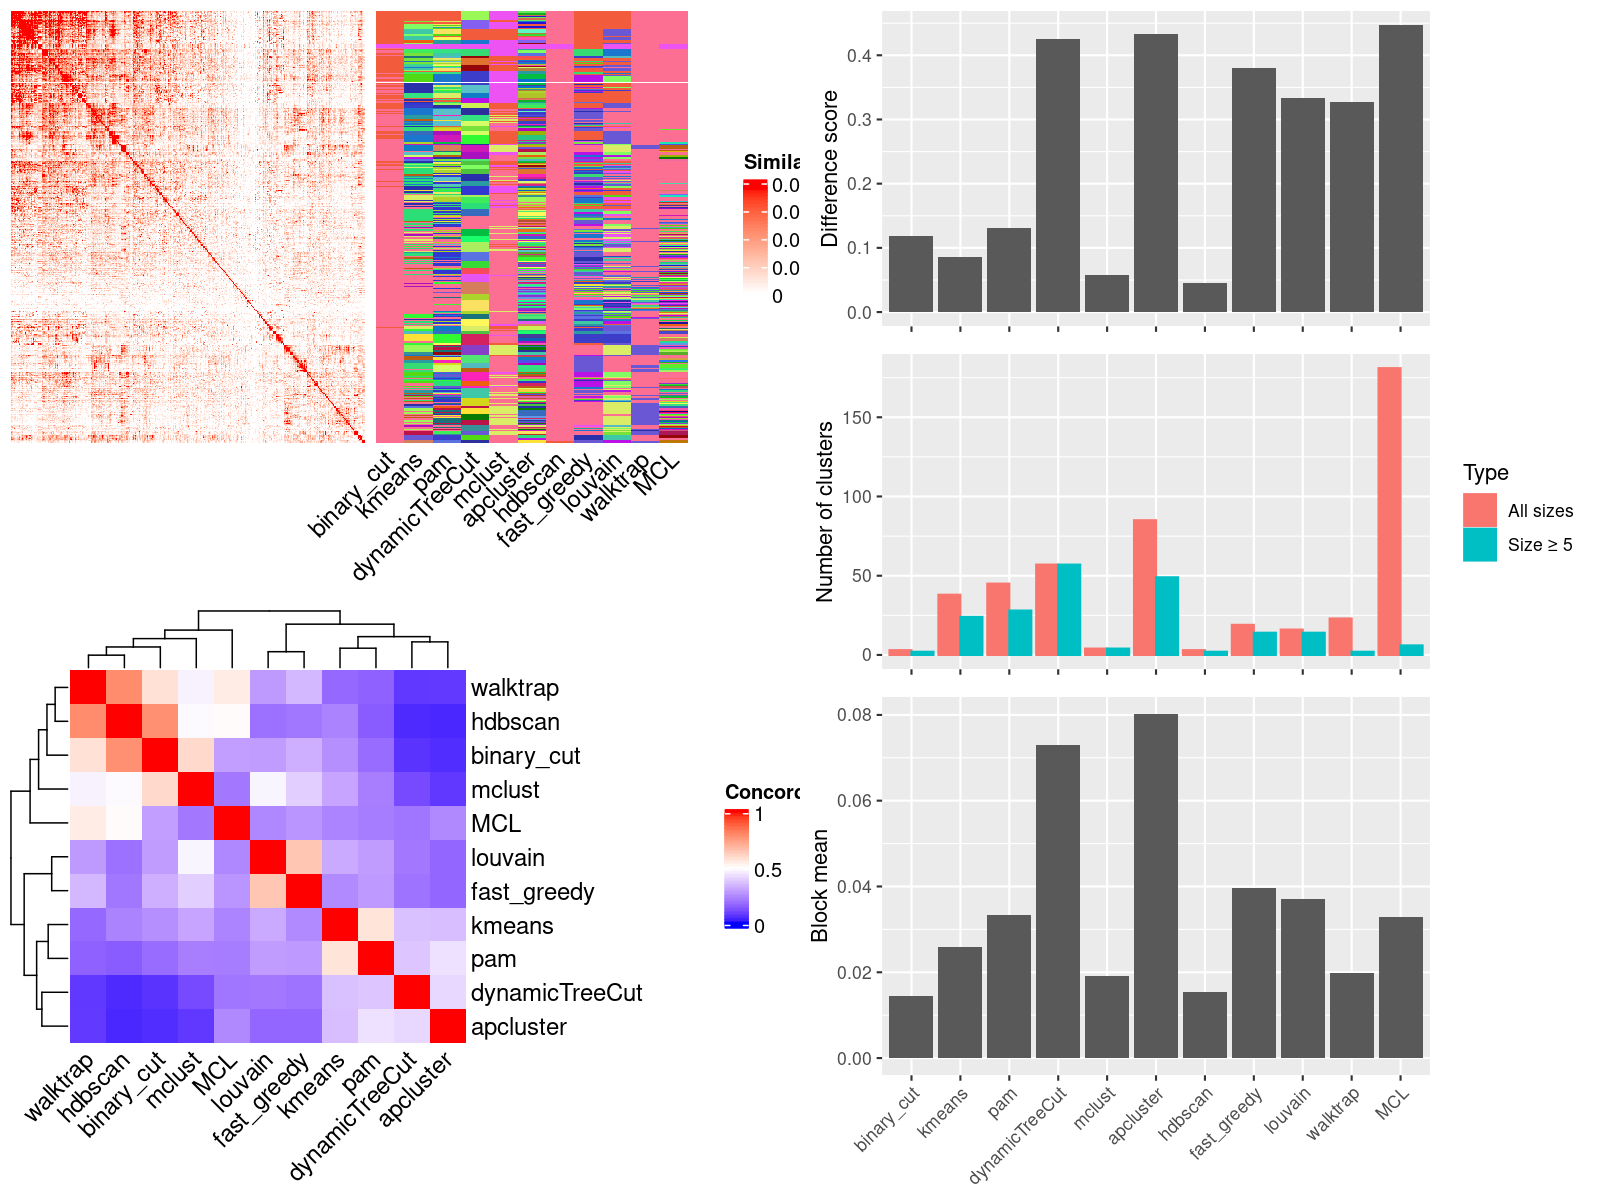 Simila
0.0
0.0
0.0
0.0
0
binary_cut
kmeans
pam
dynamicTreeCut
mclust
apcluster
hdbscan
fast_greedy
louvain
walktrap
MCL
walktrap
hdbscan
binary_cut
mclust
MCL
louvain
fast_greedy
kmeans
pam
dynamicTreeCut
apcluster
Concord
1
0.5
0
walktrap
hdbscan
binary_cut
mclust
MCL
louvain
fast_greedy
kmeans
pam
dynamicTreeCut
apcluster
Difference score
0.4
0.3
0.2
0.1
0.0
Number of clusters
150
100
50
0
Type
All sizes
Size ≥ 5
Block mean
0.08
0.06
0.04
0.02
0.00
binary_cut
kmeans
pam
dynamicTreeCut
mclust
apcluster
hdbscan
fast_greedy
louvain
walktrap
MCL